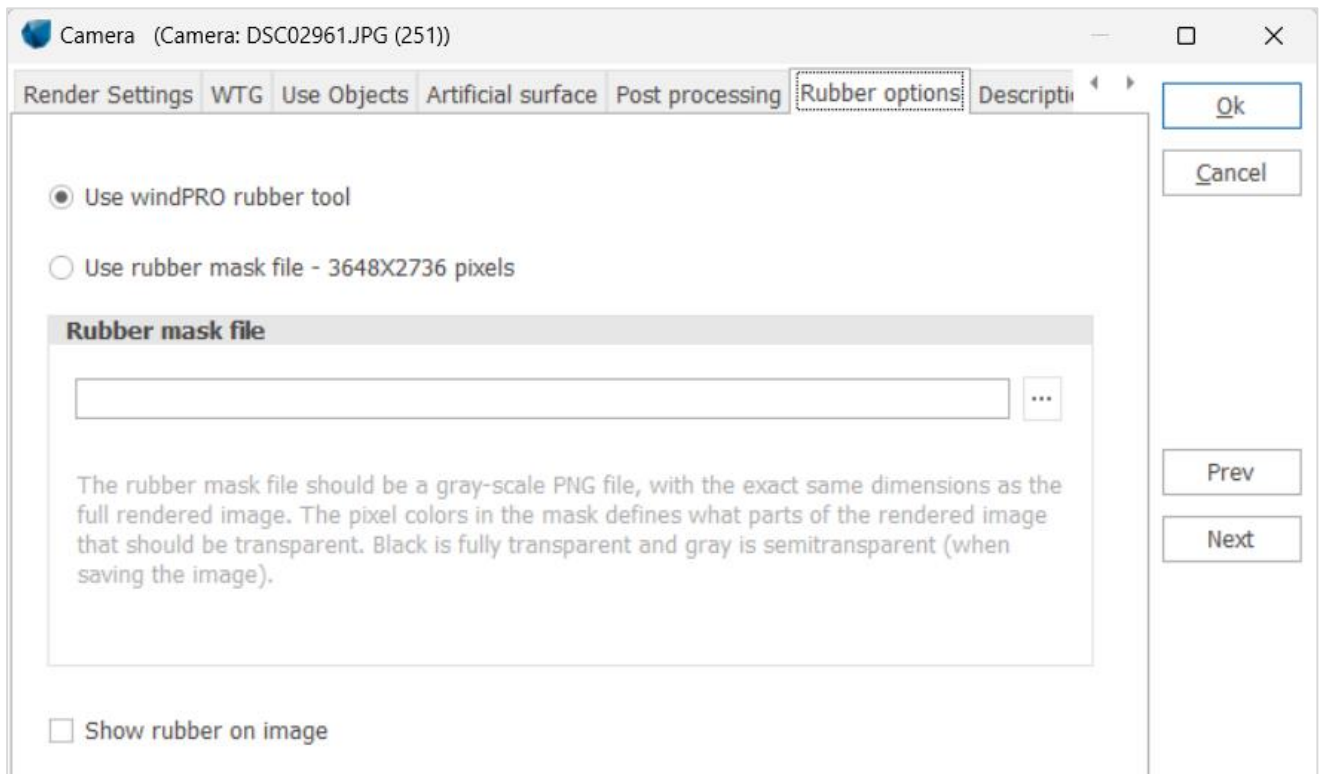 Camera (Camera: DSC02961.JPG (251))
Render Settings WTG Use Objects Artificial surface Post processing Rubber options Descripti
Ok
Cancel
Use windPRO rubber tool
Use rubber mask file - 3648X2736 pixels
Rubber mask file
...
The rubber mask file should be a gray-scale PNG file, with the exact same dimensions as the
full rendered image. The pixel colors in the mask defines what parts of the rendered image
that should be transparent. Black is fully transparent and gray is semitransparent (when
saving the image).
Prev
Next
Show rubber on image